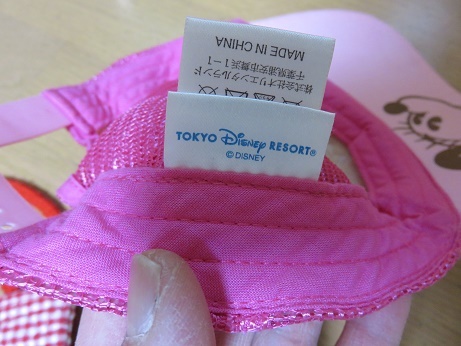 MADE IN CHINA
千葉県浦安市舞浜1-1
株式会社オリエンタルランド
TOKYO Disney RESORT®
© DISNEY